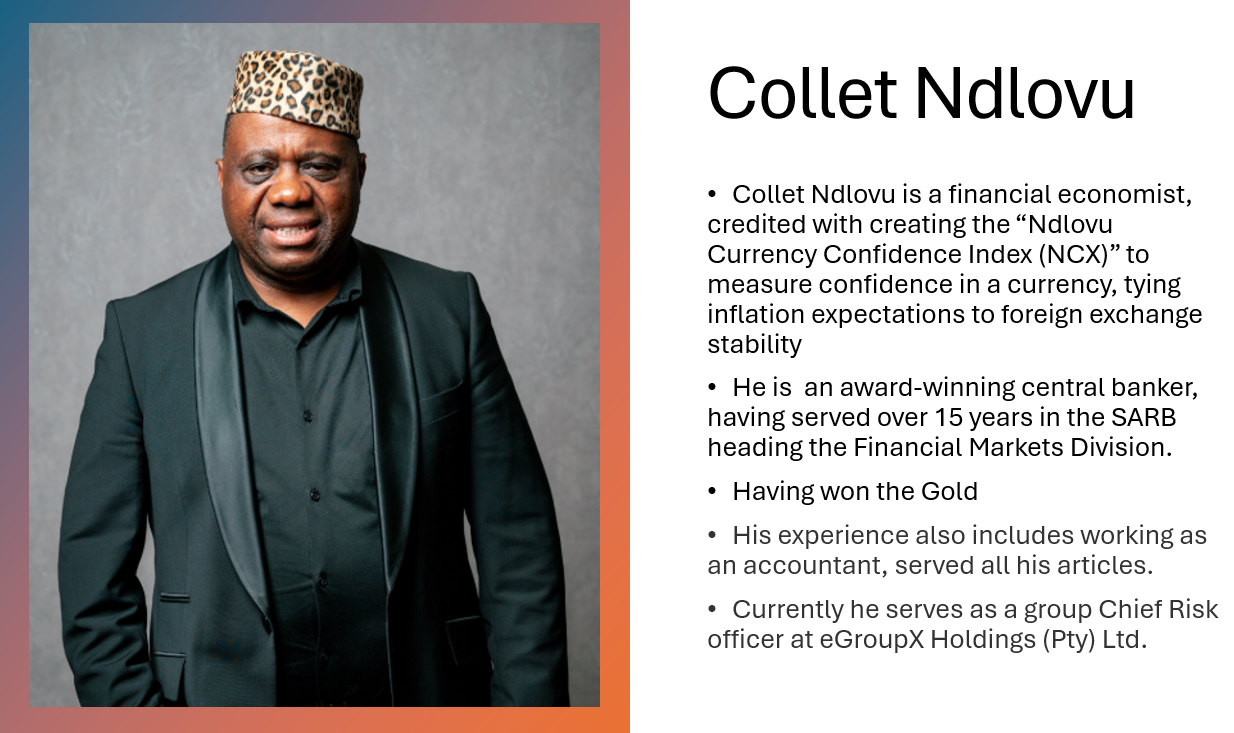 Collet Ndlovu
• Collet Ndlovu is a financial economist,
credited with creating the “Ndlovu
Currency Confidence Index (NCX)” to
measure confidence in a currency, tying
inflation expectations to foreign exchange
stability
• He is  an award-winning central banker,
having served over 15 years in the SARB
heading the Financial Markets Division.
• Having won the Gold
• His experience also includes working as
an accountant, served all his articles.
• Currently he serves as a group Chief Risk
officer at eGroupX Holdings (Pty) Ltd.